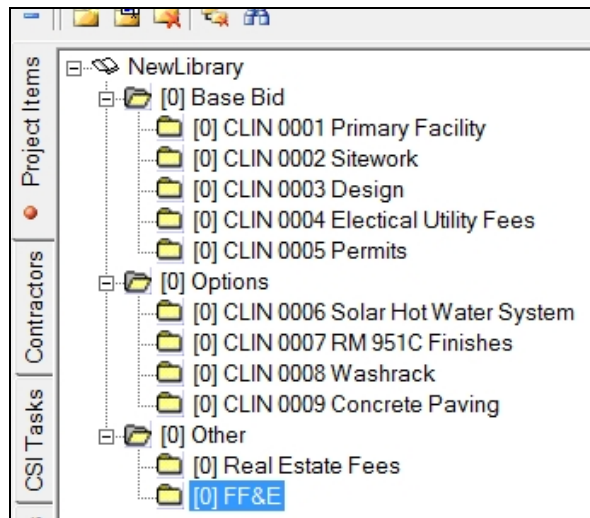 Project Items
Contractors
CSI Tasks
NewLibrary
[0] Base Bid
[0] CLIN 0001 Primary Facility
[0] CLIN 0002 Sitework
[0] CLIN 0003 Design
[0] CLIN 0004 Electical Utility Fees
[0] CLIN 0005 Permits
[0] Options
[0] CLIN 0006 Solar Hot Water System
[0] CLIN 0007 RM 951C Finishes
[0] CLIN 0008 Washrack
[0] CLIN 0009 Concrete Paving
[0] Other
[0] Real Estate Fees
[0] FF&E